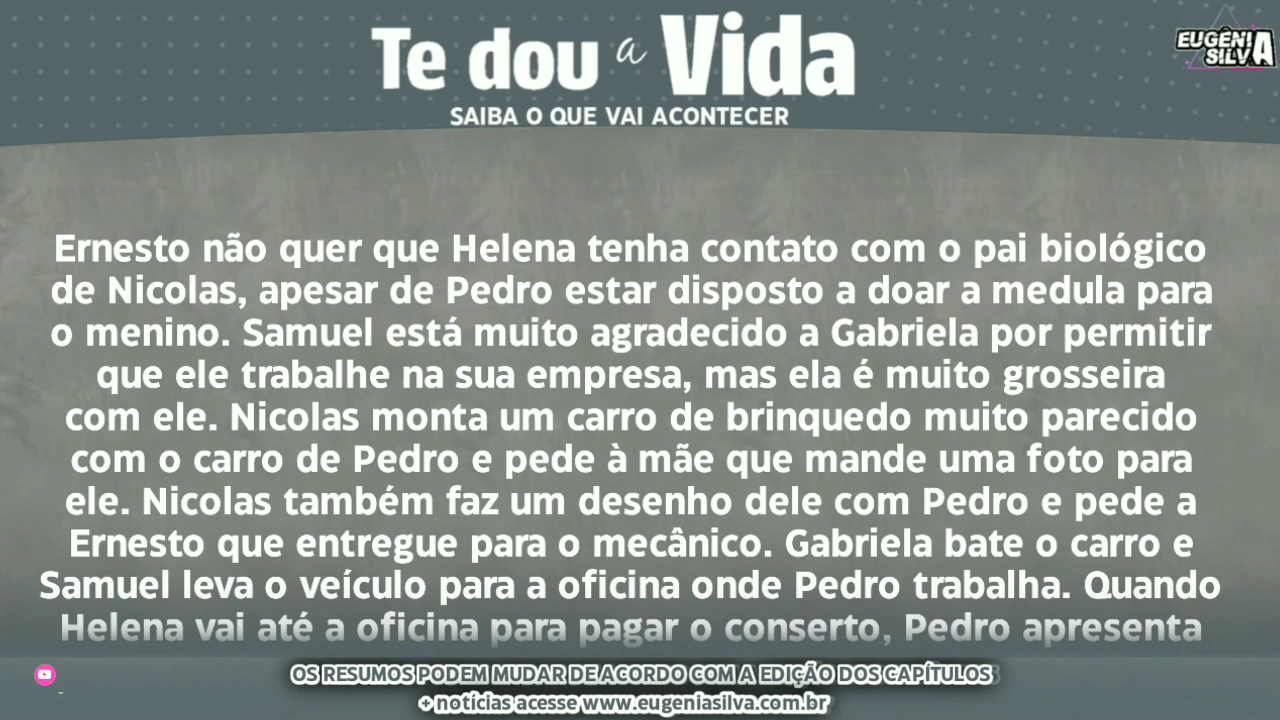 Te dou a Vida
SAIBA O QUE VAI ACONTECER
EUGÊNI
SILVA
Ernesto não quer que Helena tenha contato com o pai biológico
de Nicolas, apesar de Pedro estar disposto a doar a medula para
o menino. Samuel está muito agradecido a Gabriela por permitir
que ele trabalhe na sua empresa, mas ela é muito grosseira
com ele. Nicolas monta um carro de brinquedo muito parecido
com o carro de Pedro e pede à mãe que mande uma foto para
ele. Nicolas também faz um desenho dele com Pedro e pede a
Ernesto que entregue para o mecânico. Gabriela bate o carro e
Samuel leva o veículo para a oficina onde Pedro trabalha. Quando
Helena vai até a oficina para pagar o conserto, Pedro apresenta
OS RESUMOS PODEM MUDAR DE ACORDO COM A EDIÇÃO DOS CAPÍTULOS
+ notícias acesse www.eugeniasilva.com.br